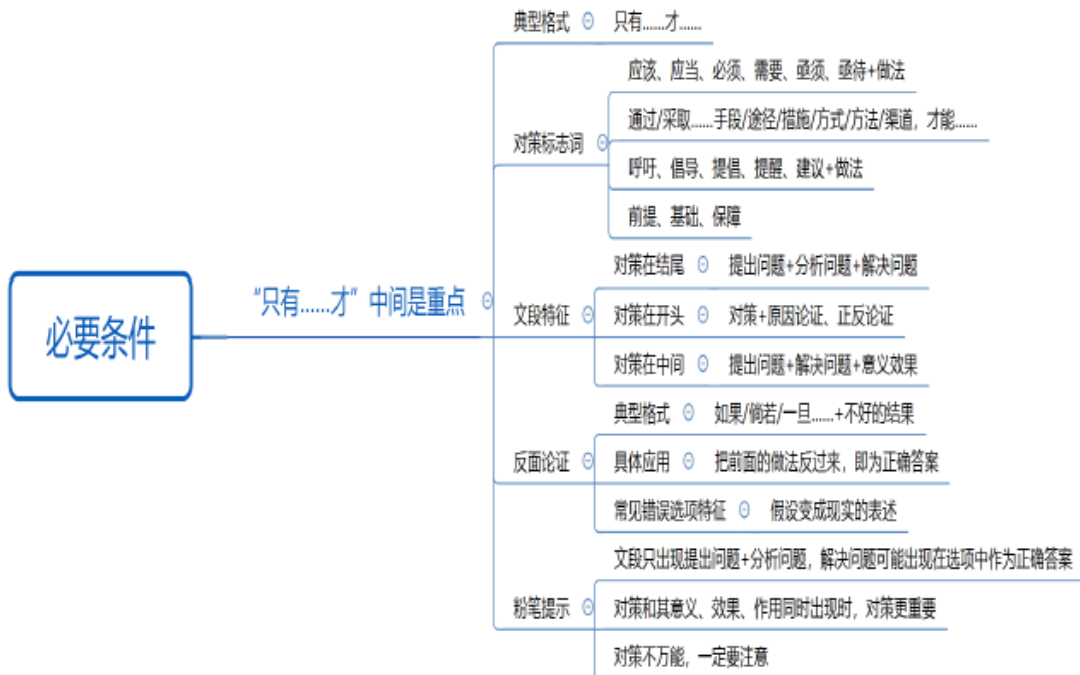 必要条件
“只有……才”中间是重点
典型格式
只有……才……
对策标志词
应该、应当、必须、需要、亟须、亟待+做法
通过/采取……手段/途径/措施/方式/方法/渠道，才能……
呼吁、倡导、提倡、提醒、建议+做法
前提、基础、保障
文段特征
对策在结尾
提出问题+分析问题+解决问题
对策在开头
对策+原因论证、正反论证
对策在中间
提出问题+解决问题+意义效果
反面论证
典型格式
如果/倘若/一旦……+不好的结果
具体应用
把前面的做法反过来，即为正确答案
常见错误选项特征
假设变成现实的表述
粉笔提示
文段只出现提出问题+分析问题，解决问题可能出现在选项中作为正确答案
对策和其意义、效果、作用同时出现时，对策更重要
对策不万能，一定要注意